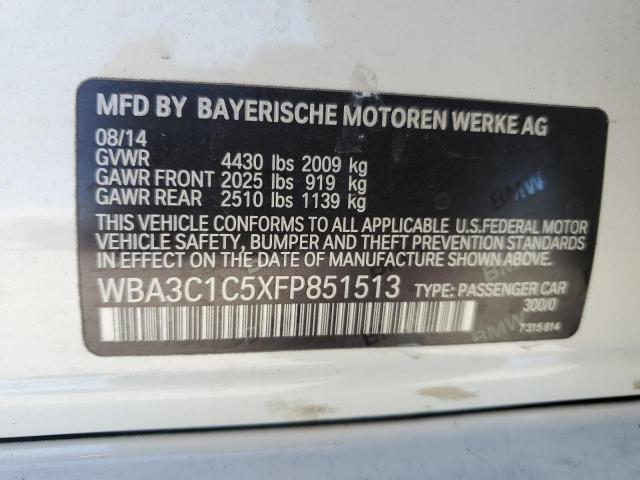 MFD BY BAYERISCHE MOTOREN WERKE AG
08/14
GVWR 4430 lbs 2009 kg
GAWR FRONT 2025 lbs 919 kg
GAWR REAR 2510 lbs 1139 kg
THIS VEHICLE CONFORMS TO ALL APPLICABLE U.S.FEDERAL MOTOR
VEHICLE SAFETY, BUMPER AND THEFT PREVENTION STANDARDS
IN EFFECT ON THE DATE OF MANUFACTURE SHOWN ABOVE.
WBA3C1C5XFP851513 TYPE: PASSENGER CAR
300/0
7315814
BMW
BMW